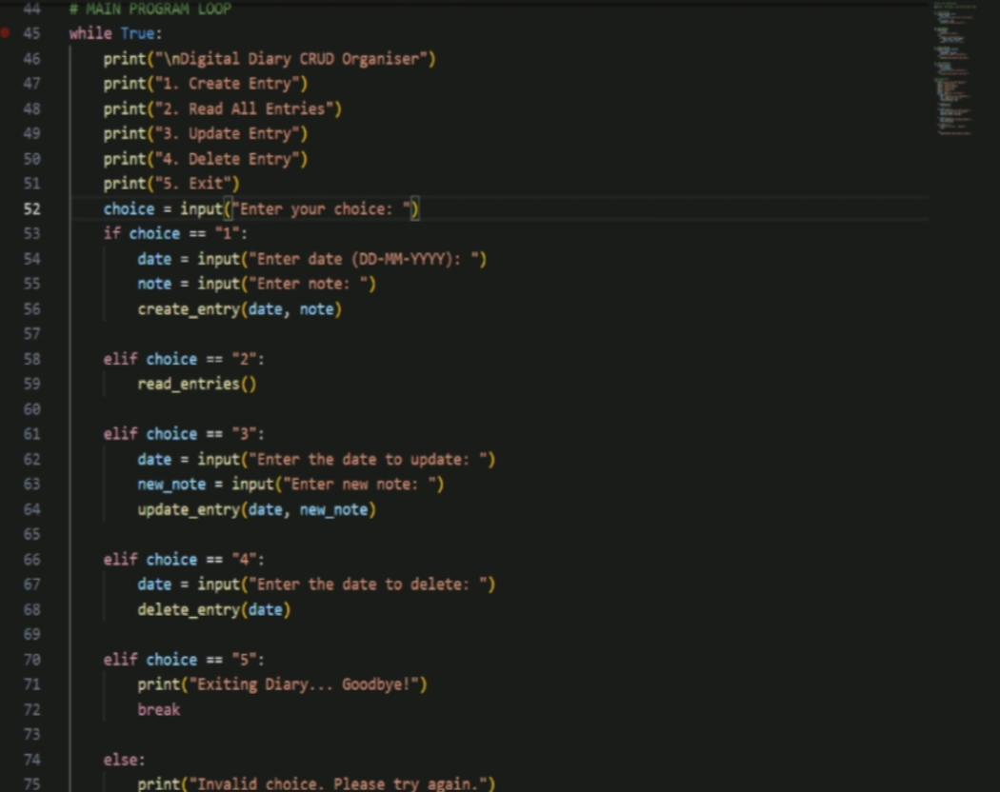 44 # MAIN PROGRAM LOOP
45 while True:
46 print("\nDigital Diary CRUD Organiser")
47 print("1. Create Entry")
48 print("2. Read All Entries")
49 print("3. Update Entry")
50 print("4. Delete Entry")
51 print("5. Exit")
52 choice = input("Enter your choice: ")
53 if choice == "1":
54 date = input("Enter date (DD-MM-YYYY): ")
55 note = input("Enter note: ")
56 create_entry(date, note)
57
58 elif choice == "2":
59 read_entries()
60
61 elif choice == "3":
62 date = input("Enter the date to update: ")
63 new_note = input("Enter new note: ")
64 update_entry(date, new_note)
65
66 elif choice == "4":
67 date = input("Enter the date to delete: ")
68 delete_entry(date)
69
70 elif choice == "5":
71 print("Exiting Diary... Goodbye!")
72 break
73
74 else:
75 print("Invalid choice. Please try again.")